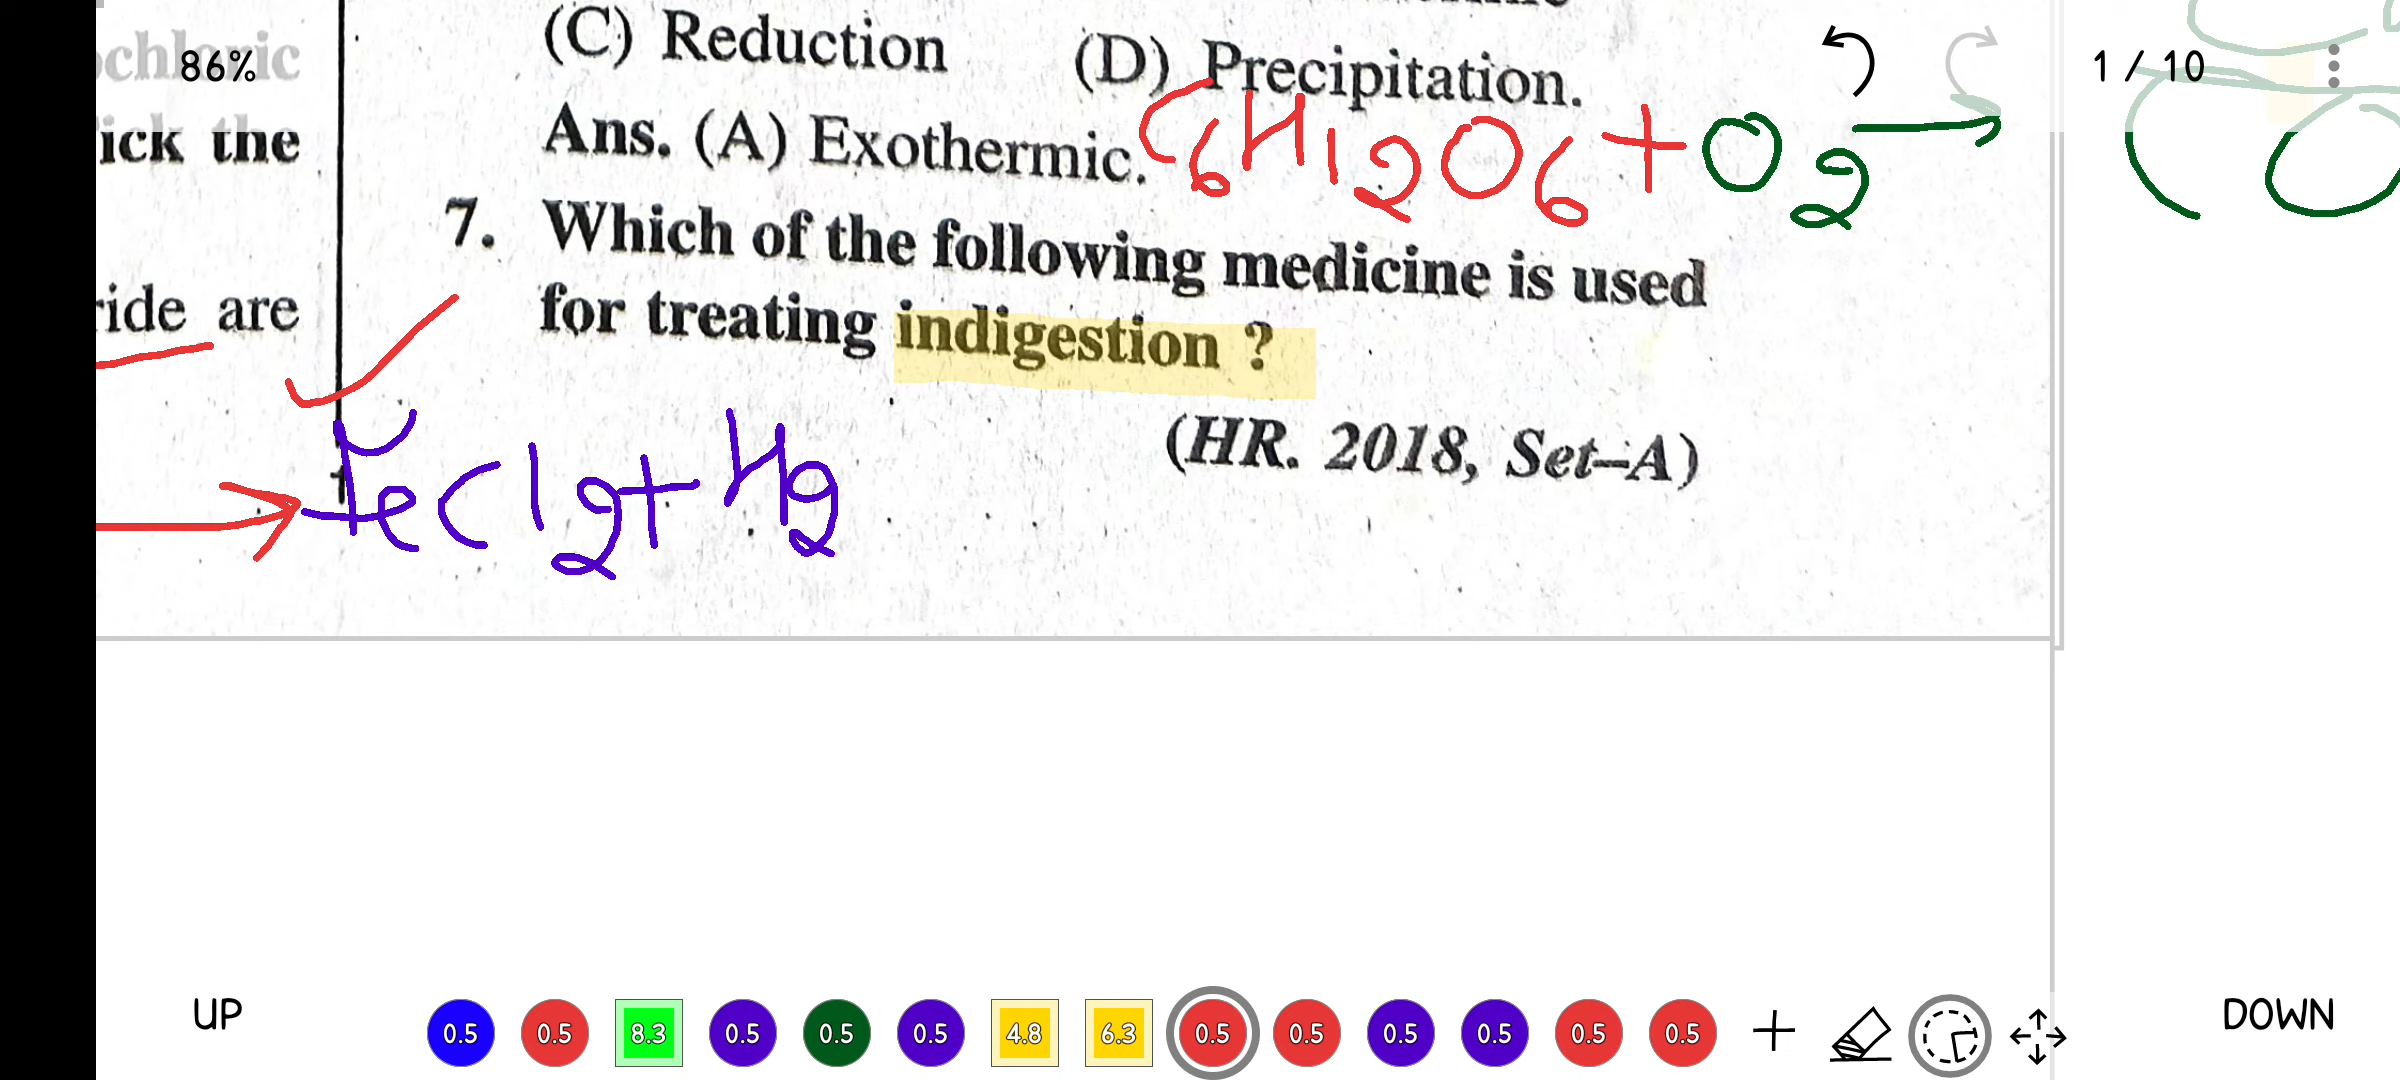 86%
ochloric
ick the
ride are
(C) Reduction (D) Precipitation.
Ans. (A) Exothermic. C6H12O6+O2→
7. Which of the following medicine is used
for treating indigestion ?
(HR. 2018, Set–A)
FeCl2+H2
1 / 10
CO
UP
0.5 0.5 8.3 0.5 0.5 0.5 4.8 6.3 0.5 0.5 0.5 0.5 0.5 0.5
DOWN